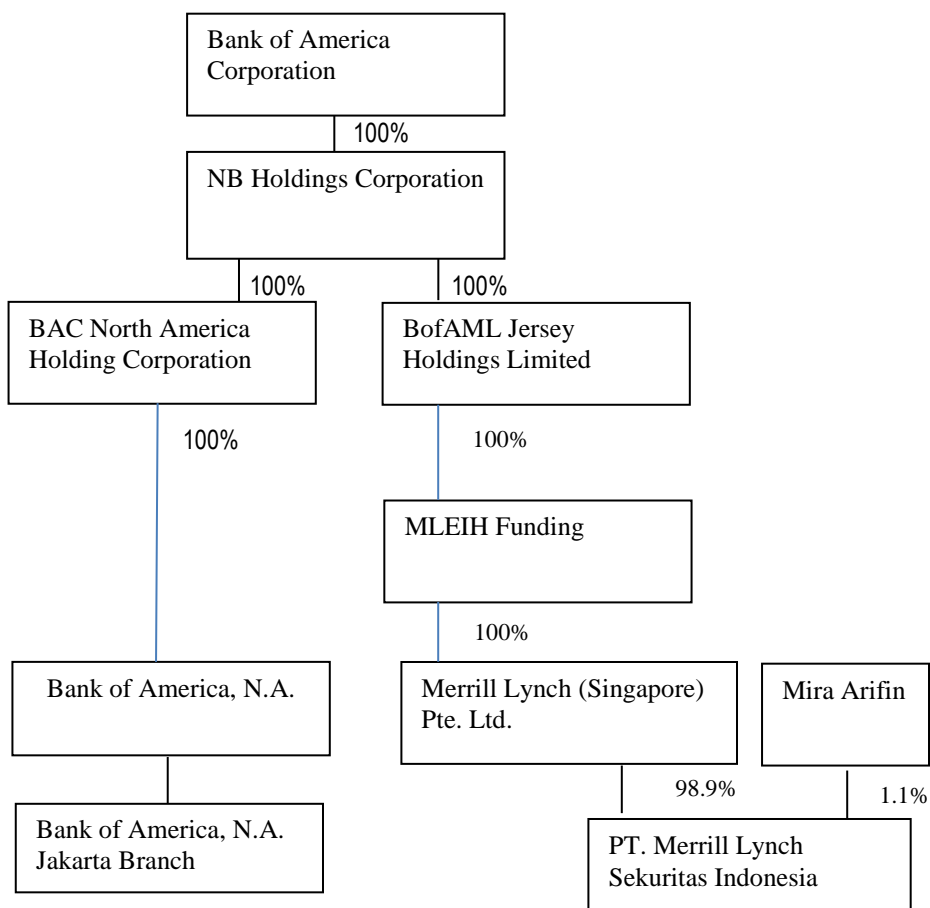 Bank of America
Corporation
100%
NB Holdings Corporation
100%
100%
BAC North America
Holding Corporation
BofAML Jersey
Holdings Limited
100%
100%
MLEIH Funding
100%
Bank of America, N.A.
Merrill Lynch (Singapore)
Pte. Ltd.
Mira Arifin
98.9%
1.1%
Bank of America, N.A.
Jakarta Branch
PT. Merrill Lynch
Sekuritas Indonesia